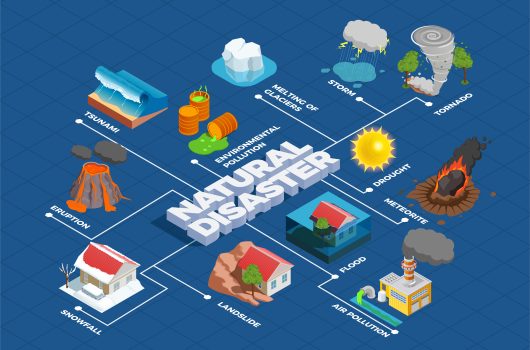 MELTING OF
GLACIERS
STORM
TORNADO
TSUNAMI
ENVIRONMENTAL
POLLUTION
NATURAL
DISASTER
DROUGHT
METEORITE
ERUPTION
FLOOD
SNOWFALL
LANDSLIDE
AIR POLLUTION